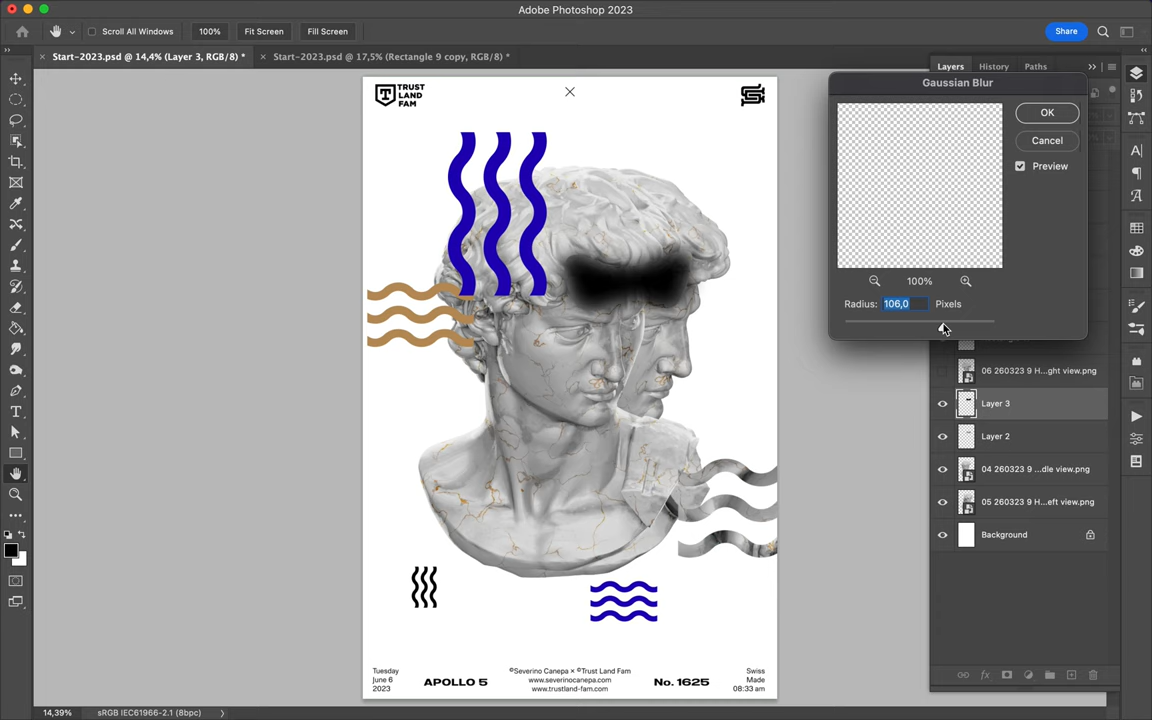 Adobe Photoshop 2023
Scroll All Windows
100%
Fit Screen
Fill Screen
Share
Start-2023.psd @ 14,4% (Layer 3, RGB/8) *
Start-2023.psd @ 17,5% (Rectangle 9 copy, RGB/8) *
Layers
History
Paths
Gaussian Blur
OK
Cancel
Preview
100%
Radius: 106,0 Pixels
TRUST
LAND
FAM
06 260323 9 H...ght view.png
Layer 3
Layer 2
04 260323 9 ...dle view.png
05 260323 9 H...eft view.png
Background
Tuesday
June 6
2023
APOLLO 5
©Severino Canepa × ©Trust Land Fam
www.severinocanepa.com
www.trustland-fam.com
No. 1625
Swiss
Made
08:33 am
14,39%
sRGB IEC61966-2.1 (8bpc)